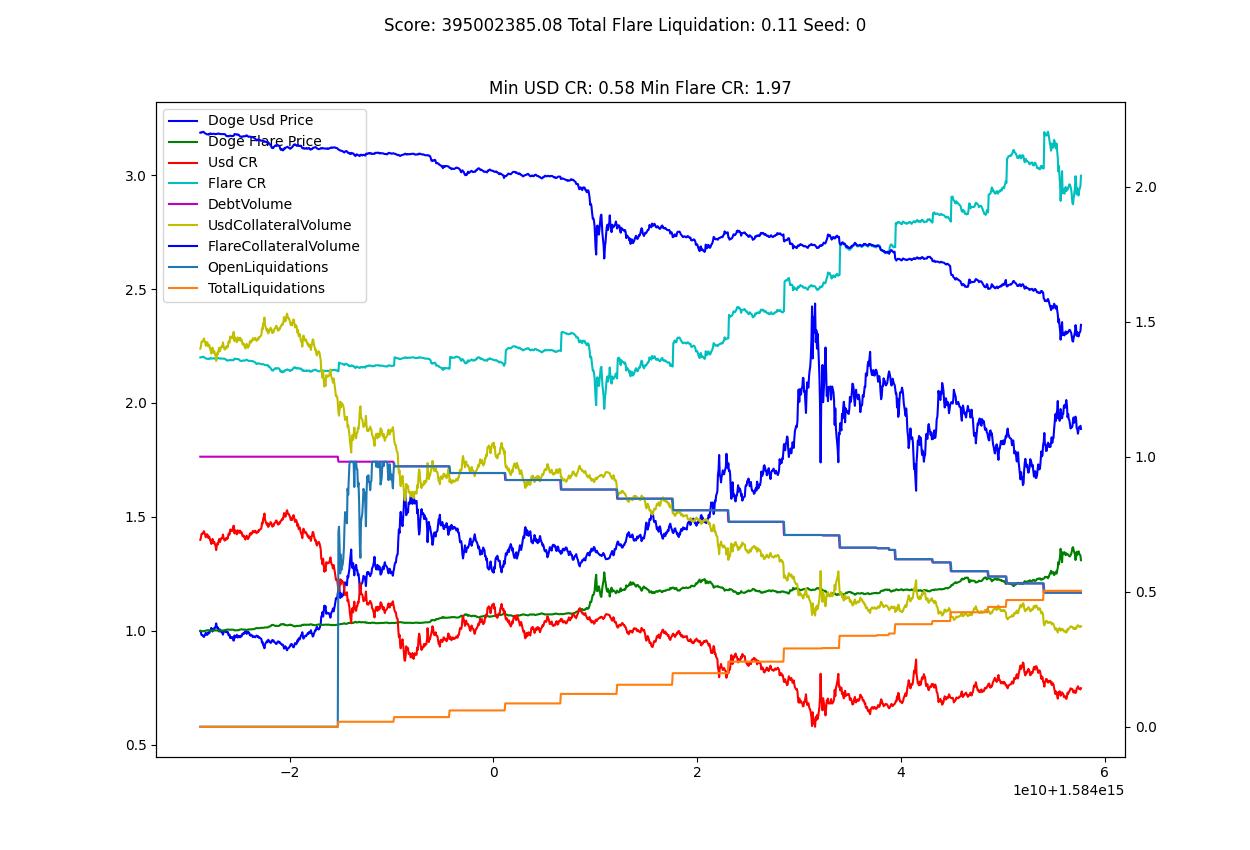 Score: 395002385.08 Total Flare Liquidation: 0.11 Seed: 0
Min USD CR: 0.58 Min Flare CR: 1.97
Doge Usd Price
Doge Flare Price
Usd CR
Flare CR
DebtVolume
UsdCollateralVolume
FlareCollateralVolume
OpenLiquidations
TotalLiquidations
3.0
2.5
2.0
1.5
1.0
0.5
2.0
1.5
1.0
0.5
0.0
−2 0 2 4 6
1e10+1.584e15